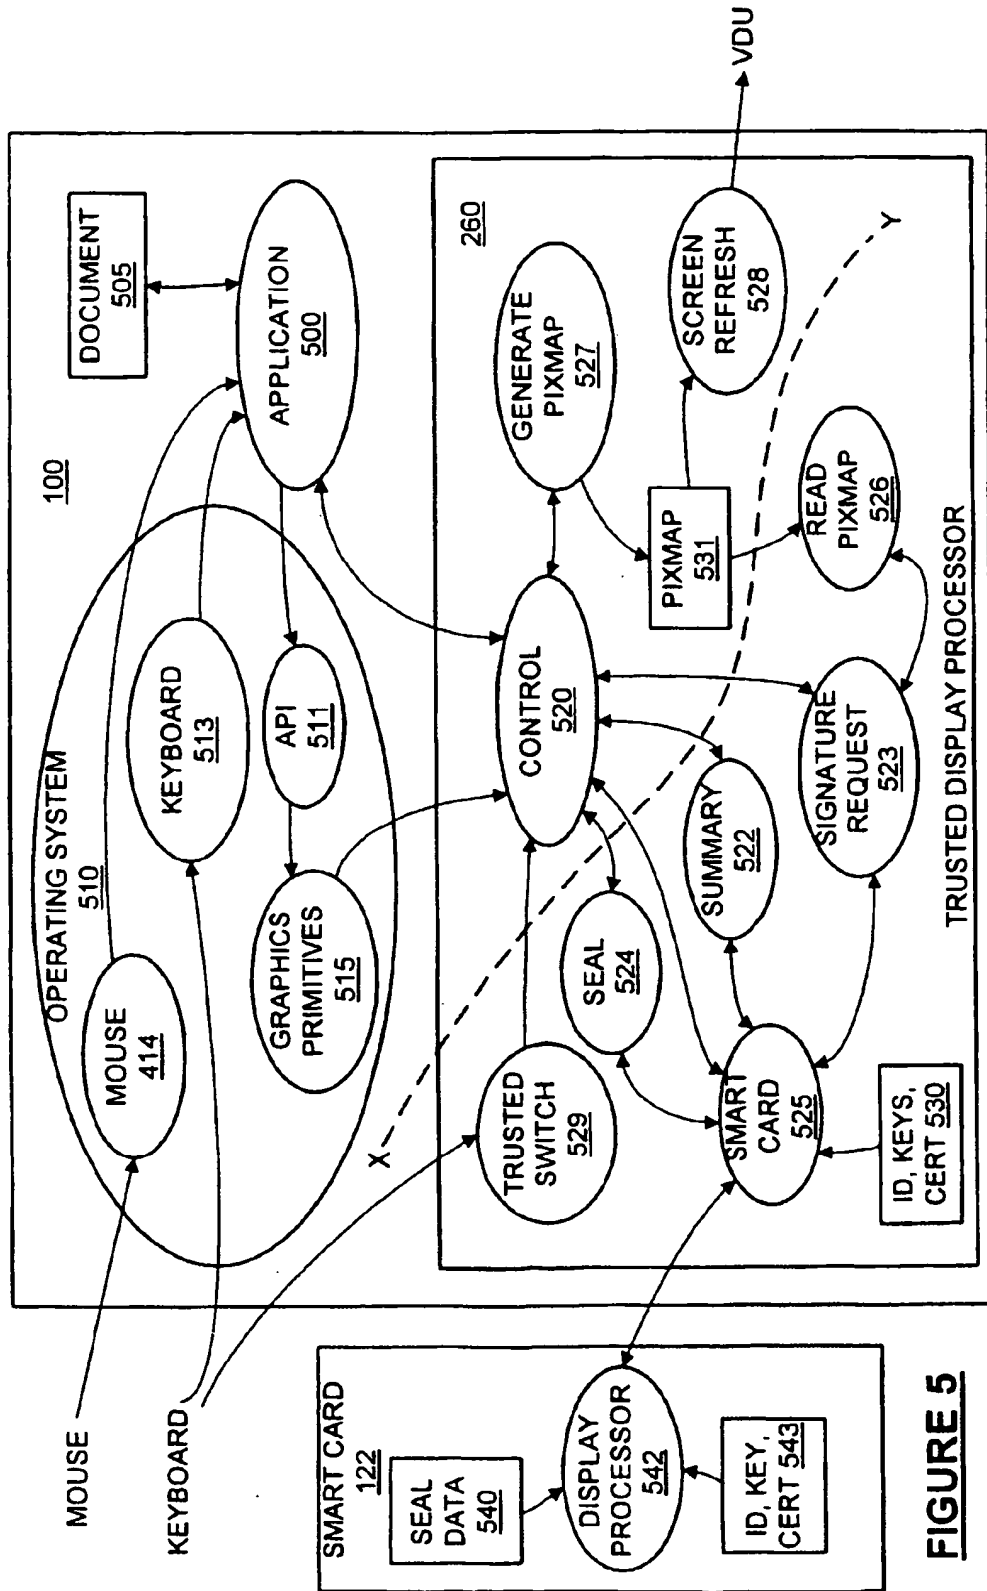 MOUSE
KEYBOARD
100
OPERATING SYSTEM
510
MOUSE
414
KEYBOARD
513
API
511
GRAPHICS
PRIMITIVES
515
DOCUMENT
505
APPLICATION
500
X
Y
260
TRUSTED
SWITCH
529
CONTROL
520
GENERATE
PIXMAP
527
SEAL
524
PIXMAP
531
SCREEN
REFRESH
528
VDU
SUMMARY
522
SMART
CARD
525
SIGNATURE
REQUEST
523
READ
PIXMAP
526
ID, KEYS,
CERT 530
TRUSTED DISPLAY PROCESSOR
SMART CARD
122
SEAL
DATA
540
DISPLAY
PROCESSOR
542
ID, KEY,
CERT 543
FIGURE 5